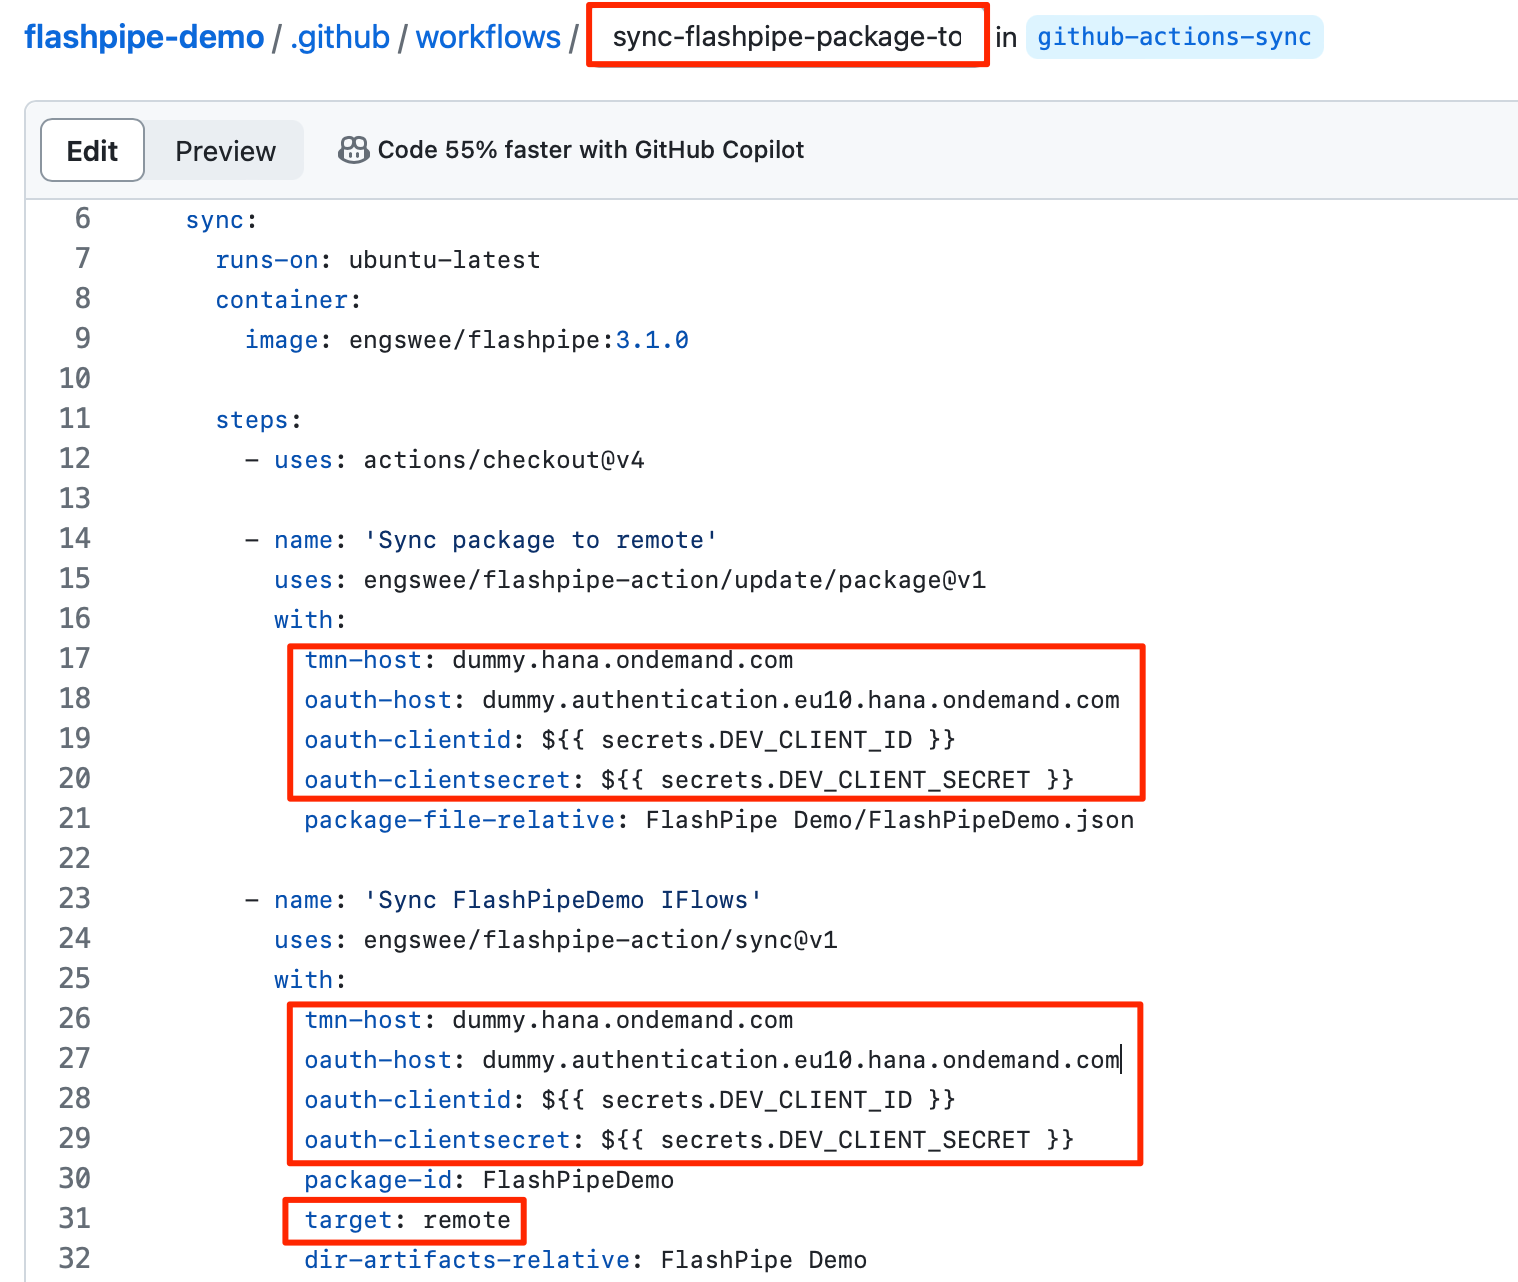 flashpipe-demo / .github / workflows / sync-flashpipe-package-to in github-actions-sync
Edit Preview Code 55% faster with GitHub Copilot
6 sync:
7 runs-on: ubuntu-latest
8 container:
9 image: engswee/flashpipe:3.1.0
10
11 steps:
12 - uses: actions/checkout@v4
13
14 - name: 'Sync package to remote'
15 uses: engswee/flashpipe-action/update/package@v1
16 with:
17 tmn-host: dummy.hana.ondemand.com
18 oauth-host: dummy.authentication.eu10.hana.ondemand.com
19 oauth-clientid: ${{ secrets.DEV_CLIENT_ID }}
20 oauth-clientsecret: ${{ secrets.DEV_CLIENT_SECRET }}
21 package-file-relative: FlashPipe Demo/FlashPipeDemo.json
22
23 - name: 'Sync FlashPipeDemo IFlows'
24 uses: engswee/flashpipe-action/sync@v1
25 with:
26 tmn-host: dummy.hana.ondemand.com
27 oauth-host: dummy.authentication.eu10.hana.ondemand.com
28 oauth-clientid: ${{ secrets.DEV_CLIENT_ID }}
29 oauth-clientsecret: ${{ secrets.DEV_CLIENT_SECRET }}
30 package-id: FlashPipeDemo
31 target: remote
32 dir-artifacts-relative: FlashPipe Demo